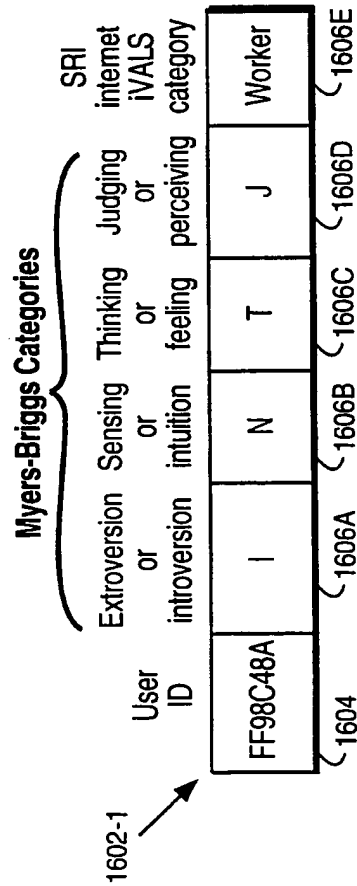 Myers-Briggs Categories
User
ID
Extroversion
or
introversion
Sensing
or
intuition
Thinking
or
feeling
Judging
or
perceiving
SRI
internet
iVALS
category
1602-1
FF98C48A
I
N
T
J
Worker
1604
1606A
1606B
1606C
1606D
1606E